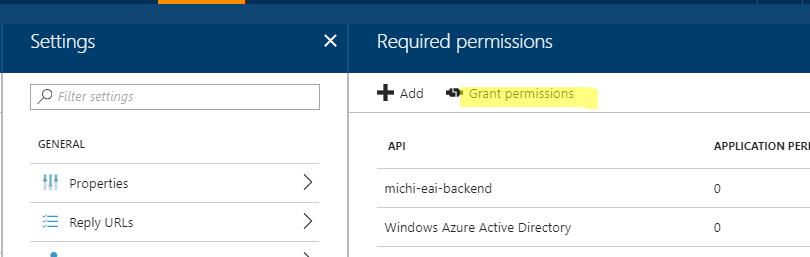 Settings
Required permissions
Filter settings
Add
Grant permissions
GENERAL
API
APPLICATION PER
Properties
michi-eai-backend
0
Reply URLs
Windows Azure Active Directory
0